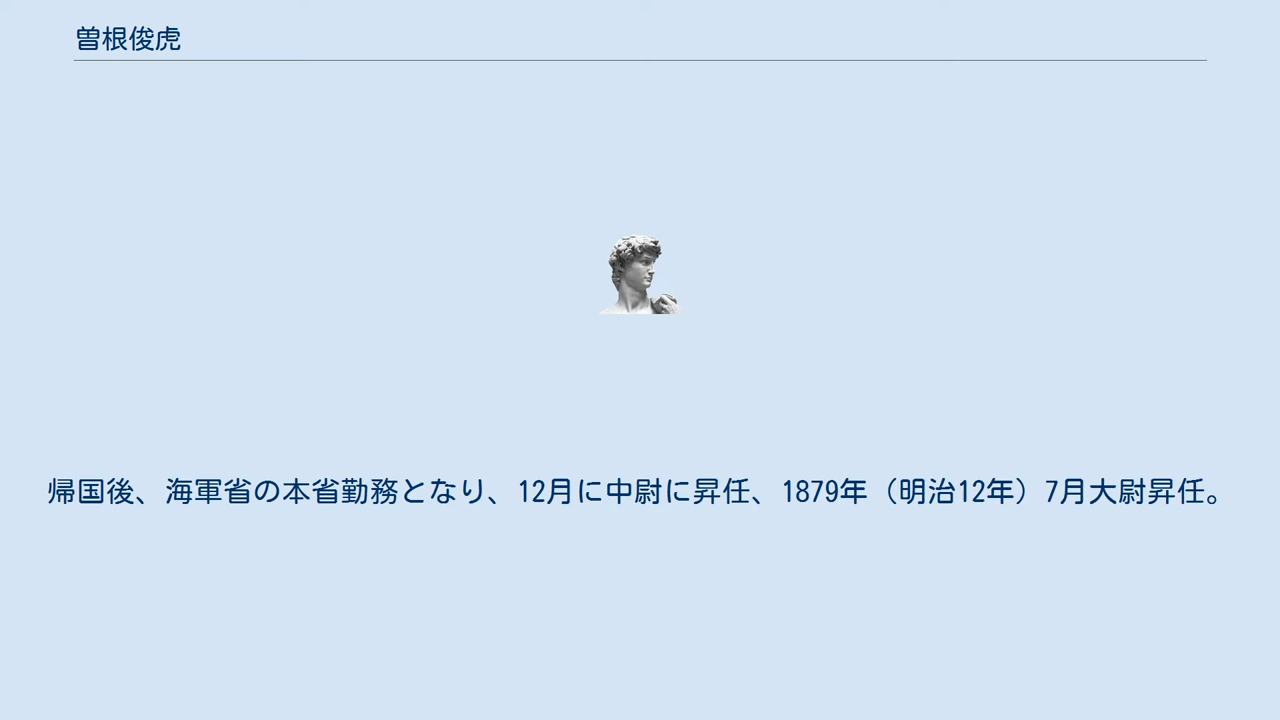 曽根俊虎
帰国後、海軍省の本省勤務となり、12月に中尉に昇任、1879年（明治12年）7月大尉昇任。